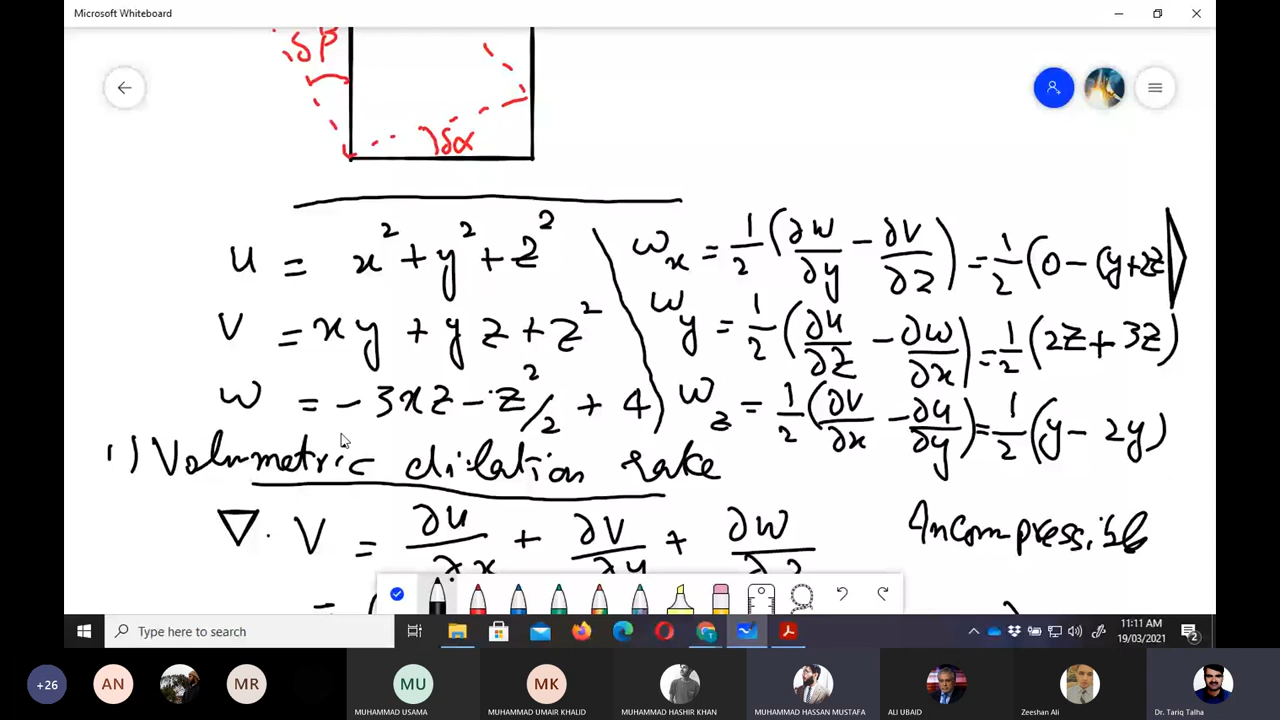 Microsoft Whiteboard
δβ
δα
u = x² + y² + z²
v = xy + yz + z²
w = - 3xz - z²/2 + 4
ωx = 1/2 (∂w/∂y - ∂v/∂z) = 1/2 (0 - (y+2z)
ωy = 1/2 (∂u/∂z - ∂w/∂x) = 1/2 (2z + 3z)
ωz = 1/2 (∂v/∂x - ∂u/∂y) = 1/2 (y - 2y)
1) Volumetric dilation rate
∇· V = ∂u/∂x + ∂v/∂y + ∂w/∂z
Incompressible
= (
Type here to search
11:11 AM
19/03/2021
2
+26
AN
MR
MU
MUHAMMAD USAMA
MK
MUHAMMAD UMAIR KHALID
MUHAMMAD HASHIR KHAN
MUHAMMAD HASSAN MUSTAFA
ALI UBAID
Zeeshan Ali
Dr. Tariq Talha